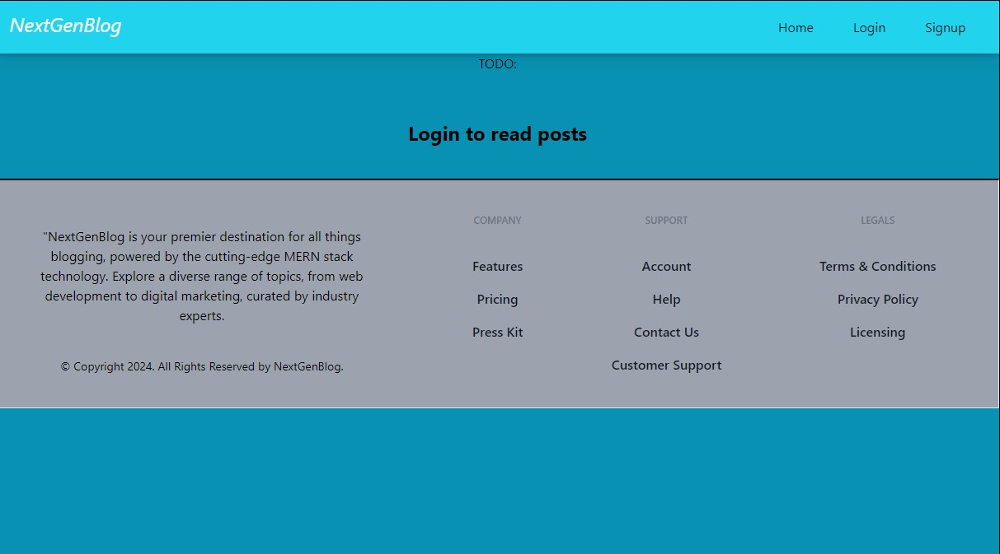 NextGenBlog
Home
Login
Signup
TODO:
Login to read posts
"NextGenBlog is your premier destination for all things
blogging, powered by the cutting-edge MERN stack
technology. Explore a diverse range of topics, from web
development to digital marketing, curated by industry
experts.
© Copyright 2024. All Rights Reserved by NextGenBlog.
COMPANY
Features
Pricing
Press Kit
SUPPORT
Account
Help
Contact Us
Customer Support
LEGALS
Terms & Conditions
Privacy Policy
Licensing